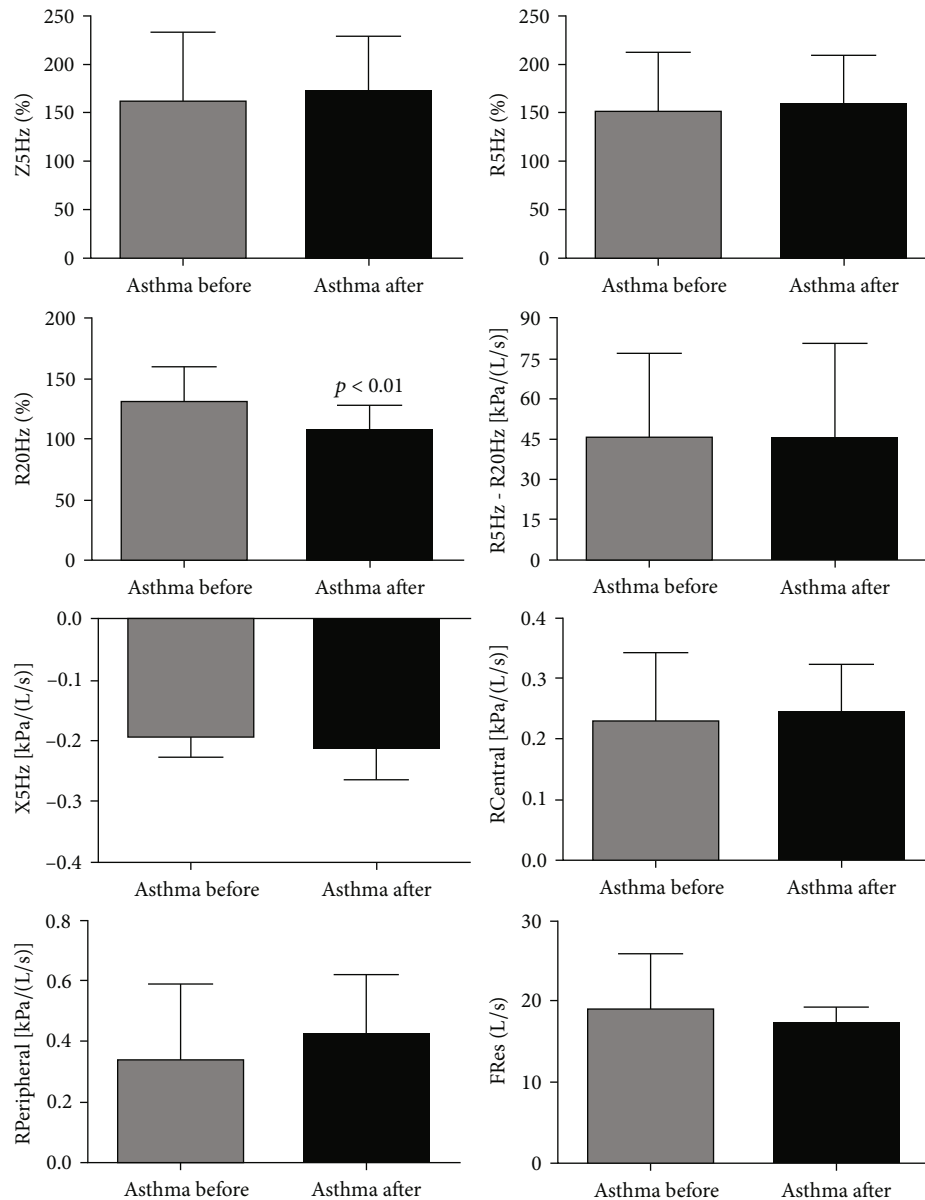 250
200
150
100
50
0
Z5Hz (%)
Asthma before Asthma after
250
200
150
100
50
0
R5Hz (%)
Asthma before Asthma after
200
150
100
50
0
R20Hz (%)
p < 0.01
Asthma before Asthma after
90
75
60
45
30
15
0
R5Hz - R20Hz [kPa/(L/s)]
Asthma before Asthma after
0.0
−0.1
−0.2
−0.3
−0.4
X5Hz [kPa/(L/s)]
Asthma before Asthma after
0.4
0.3
0.2
0.1
0.0
RCentral [kPa/(L/s)]
Asthma before Asthma after
0.8
0.6
0.4
0.2
0.0
RPeripheral [kPa/(L/s)]
Asthma before Asthma after
30
20
10
0
FRes (L/s)
Asthma before Asthma after